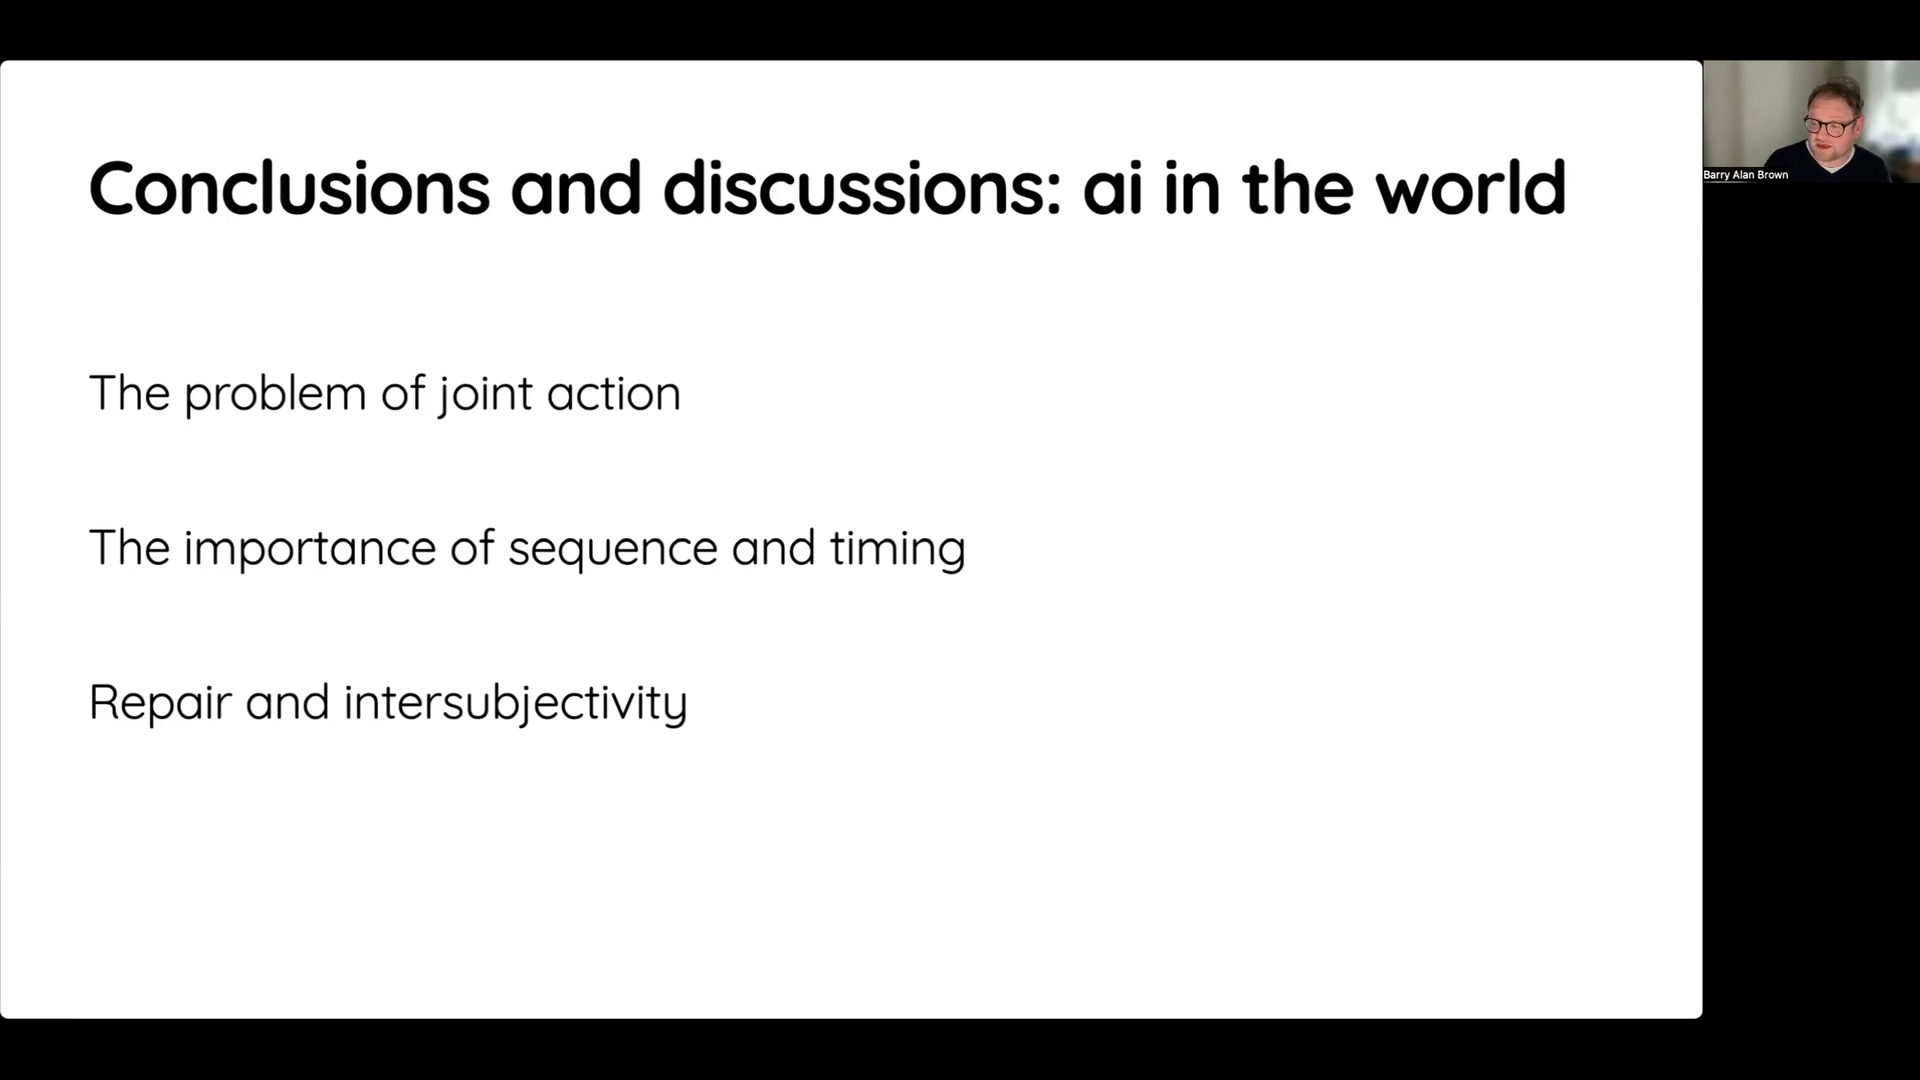 Conclusions and discussions: ai in the world
Barry Alan Brown
The problem of joint action
The importance of sequence and timing
Repair and intersubjectivity